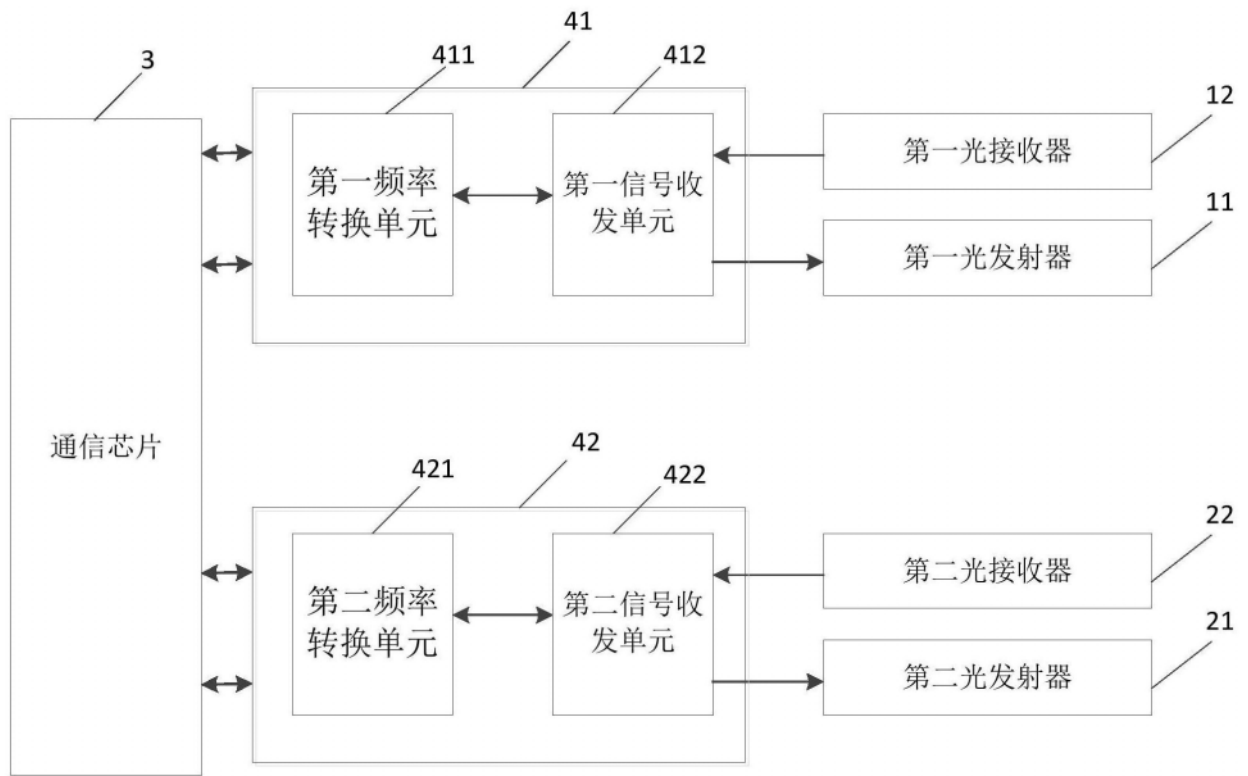 3
41
411
412
第一频率
转换单元
第一信号收
发单元
第一光接收器
12
第一光发射器
11
通信芯片
42
421
422
第二频率
转换单元
第二信号收
发单元
第二光接收器
22
第二光发射器
21